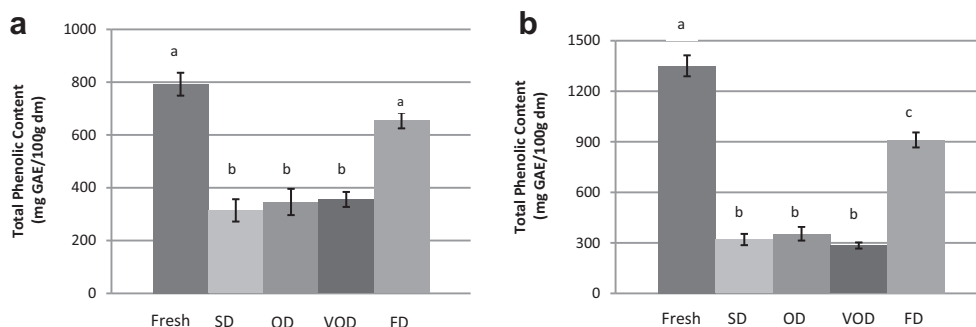 a
Total Phenolic Content
(mg GAE/100g dm)
1000
800
600
400
200
0
a
b
b
b
a
Fresh SD OD VOD FD
b
Total Phenolic Content
(mg GAE/100g dm)
1500
1200
900
600
300
0
a
b
b
b
c
Fresh SD OD VOD FD